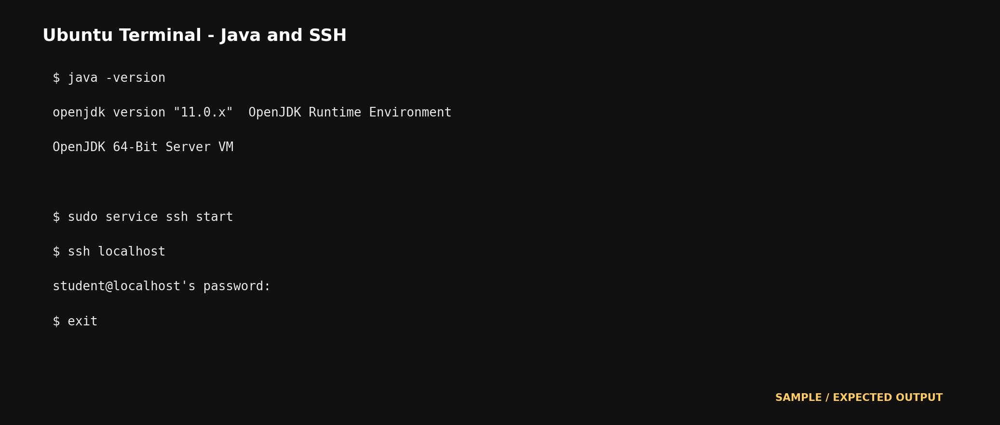 Ubuntu Terminal - Java and SSH
$ java -version
openjdk version "11.0.x"  OpenJDK Runtime Environment
OpenJDK 64-Bit Server VM
$ sudo service ssh start
$ ssh localhost
student@localhost's password:
$ exit
SAMPLE / EXPECTED OUTPUT